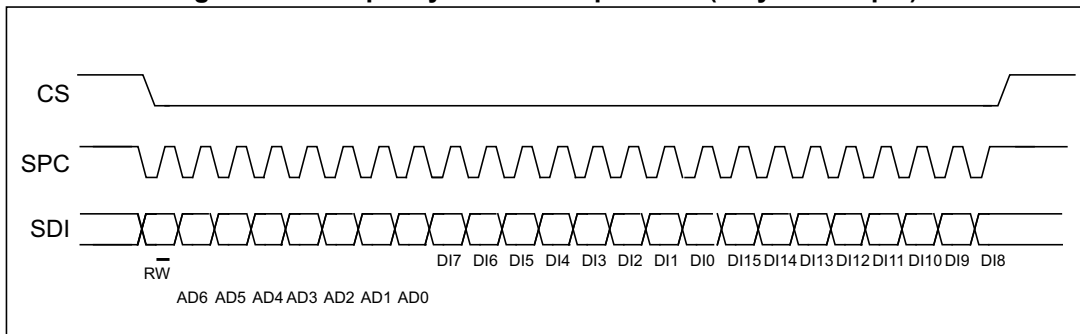 CS
SPC
SDI
RW
DI7 DI6 DI5 DI4 DI3 DI2 DI1 DI0 DI15 DI14 DI13 DI12 DI11 DI10 DI9 DI8
AD6 AD5 AD4 AD3 AD2 AD1 AD0